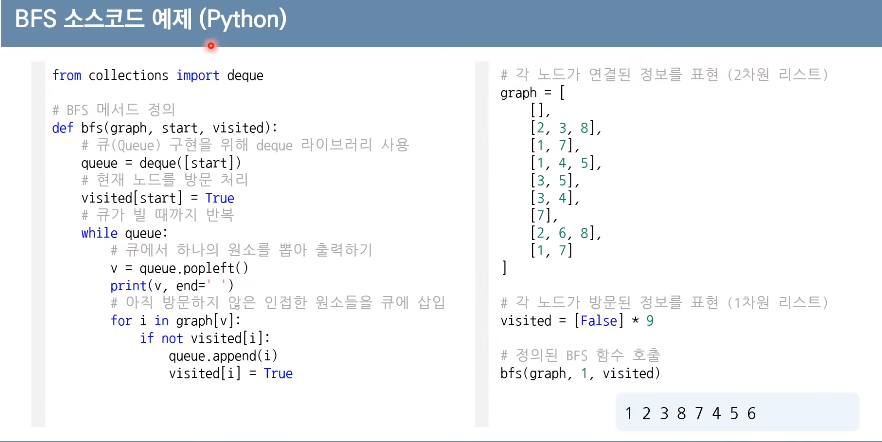 BFS 소스코드 예제 (Python)
from collections import deque
# BFS 메서드 정의
def bfs(graph, start, visited):
    # 큐(Queue) 구현을 위해 deque 라이브러리 사용
    queue = deque([start])
    # 현재 노드를 방문 처리
    visited[start] = True
    # 큐가 빌 때까지 반복
    while queue:
        # 큐에서 하나의 원소를 뽑아 출력하기
        v = queue.popleft()
        print(v, end=' ')
        # 아직 방문하지 않은 인접한 원소들을 큐에 삽입
        for i in graph[v]:
            if not visited[i]:
                queue.append(i)
                visited[i] = True
# 각 노드가 연결된 정보를 표현 (2차원 리스트)
graph = [
    [],
    [2, 3, 8],
    [1, 7],
    [1, 4, 5],
    [3, 5],
    [3, 4],
    [7],
    [2, 6, 8],
    [1, 7]
]
# 각 노드가 방문된 정보를 표현 (1차원 리스트)
visited = [False] * 9
# 정의된 BFS 함수 호출
bfs(graph, 1, visited)
1 2 3 8 7 4 5 6